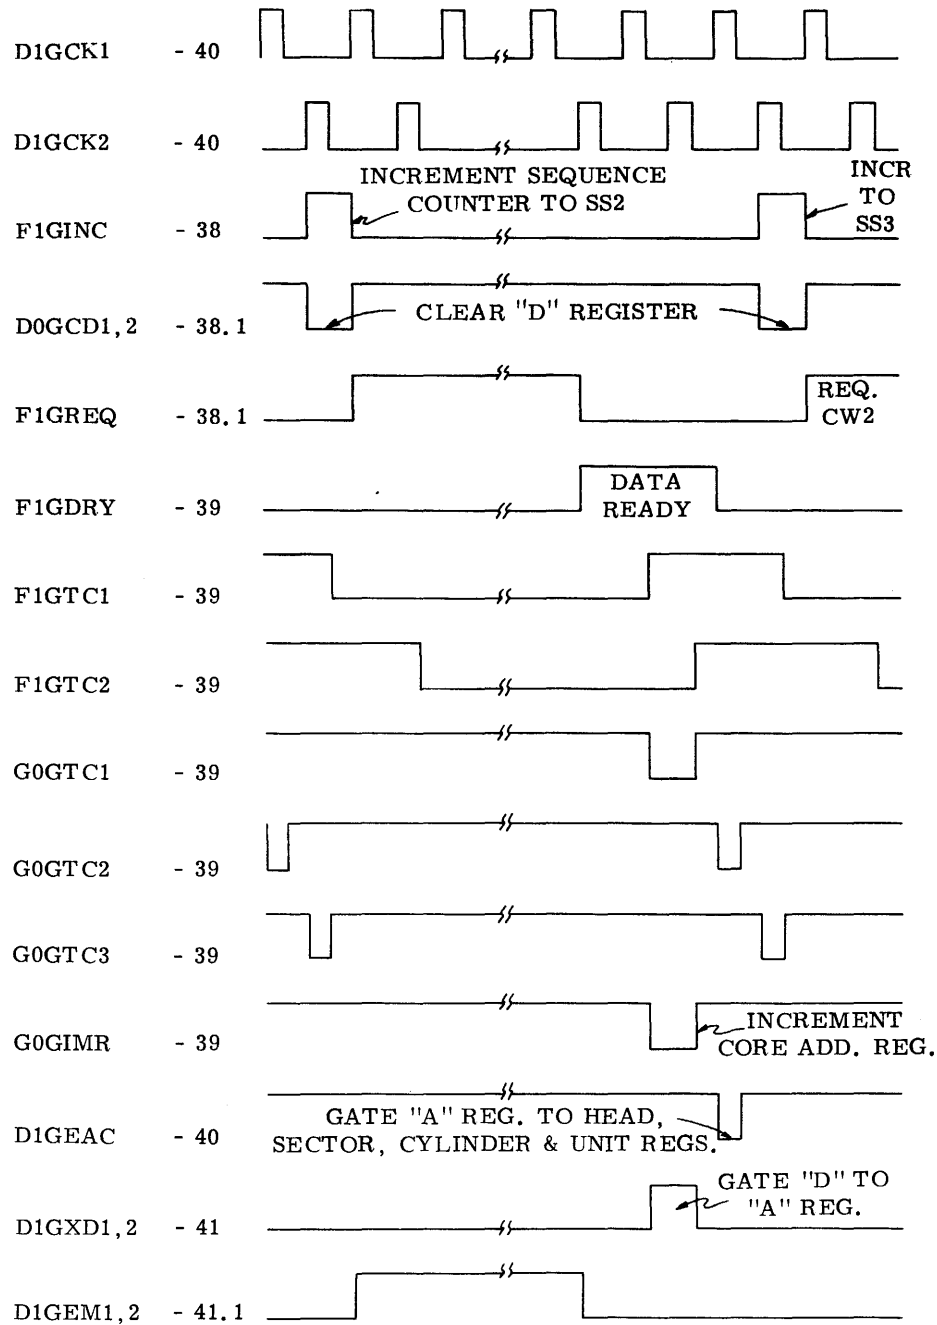 D1GCK1 - 40
D1GCK2 - 40
INCREMENT SEQUENCE
COUNTER TO SS2
INCR
TO
SS3
F1GINC - 38
D0GCD1,2 - 38.1
CLEAR "D" REGISTER
F1GREQ - 38.1
REQ.
CW2
F1GDRY - 39
DATA
READY
F1GTC1 - 39
F1GTC2 - 39
G0GTC1 - 39
G0GTC2 - 39
G0GTC3 - 39
G0GIMR - 39
INCREMENT
CORE ADD. REG.
D1GEAC - 40
GATE "A" REG. TO HEAD,
SECTOR, CYLINDER & UNIT REGS.
D1GXD1,2 - 41
GATE "D" TO
"A" REG.
D1GEM1,2 - 41.1